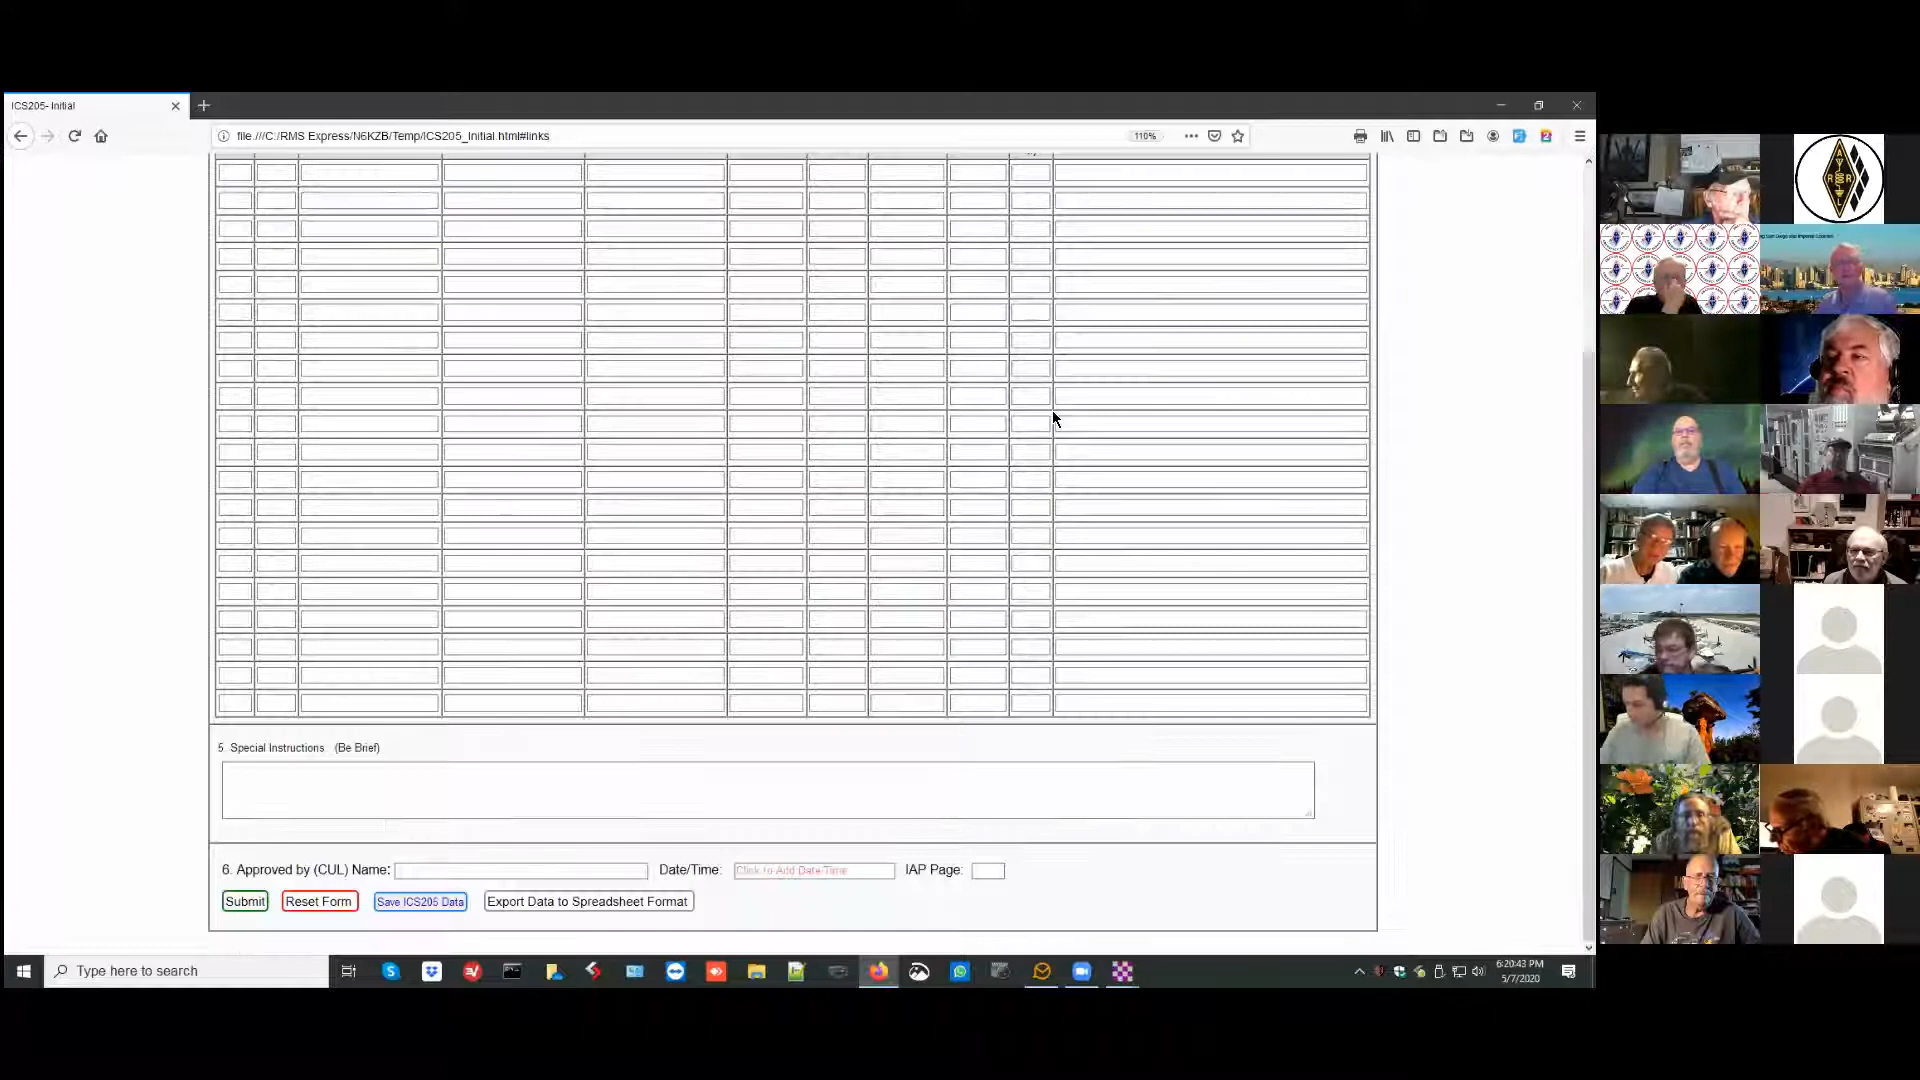 ICS205- Initial
file:///C:/RMS Express/N6KZB/Temp/ICS205_Initial.html#links
110%
5 Special Instructions (Be Brief)
6. Approved by (CUL) Name:
Date/Time:
Click to Add Date/Time
IAP Page:
Submit
Reset Form
Save ICS205 Data
Export Data to Spreadsheet Format
Type here to search
6:20:43 PM
5/7/2020
A
R R
L